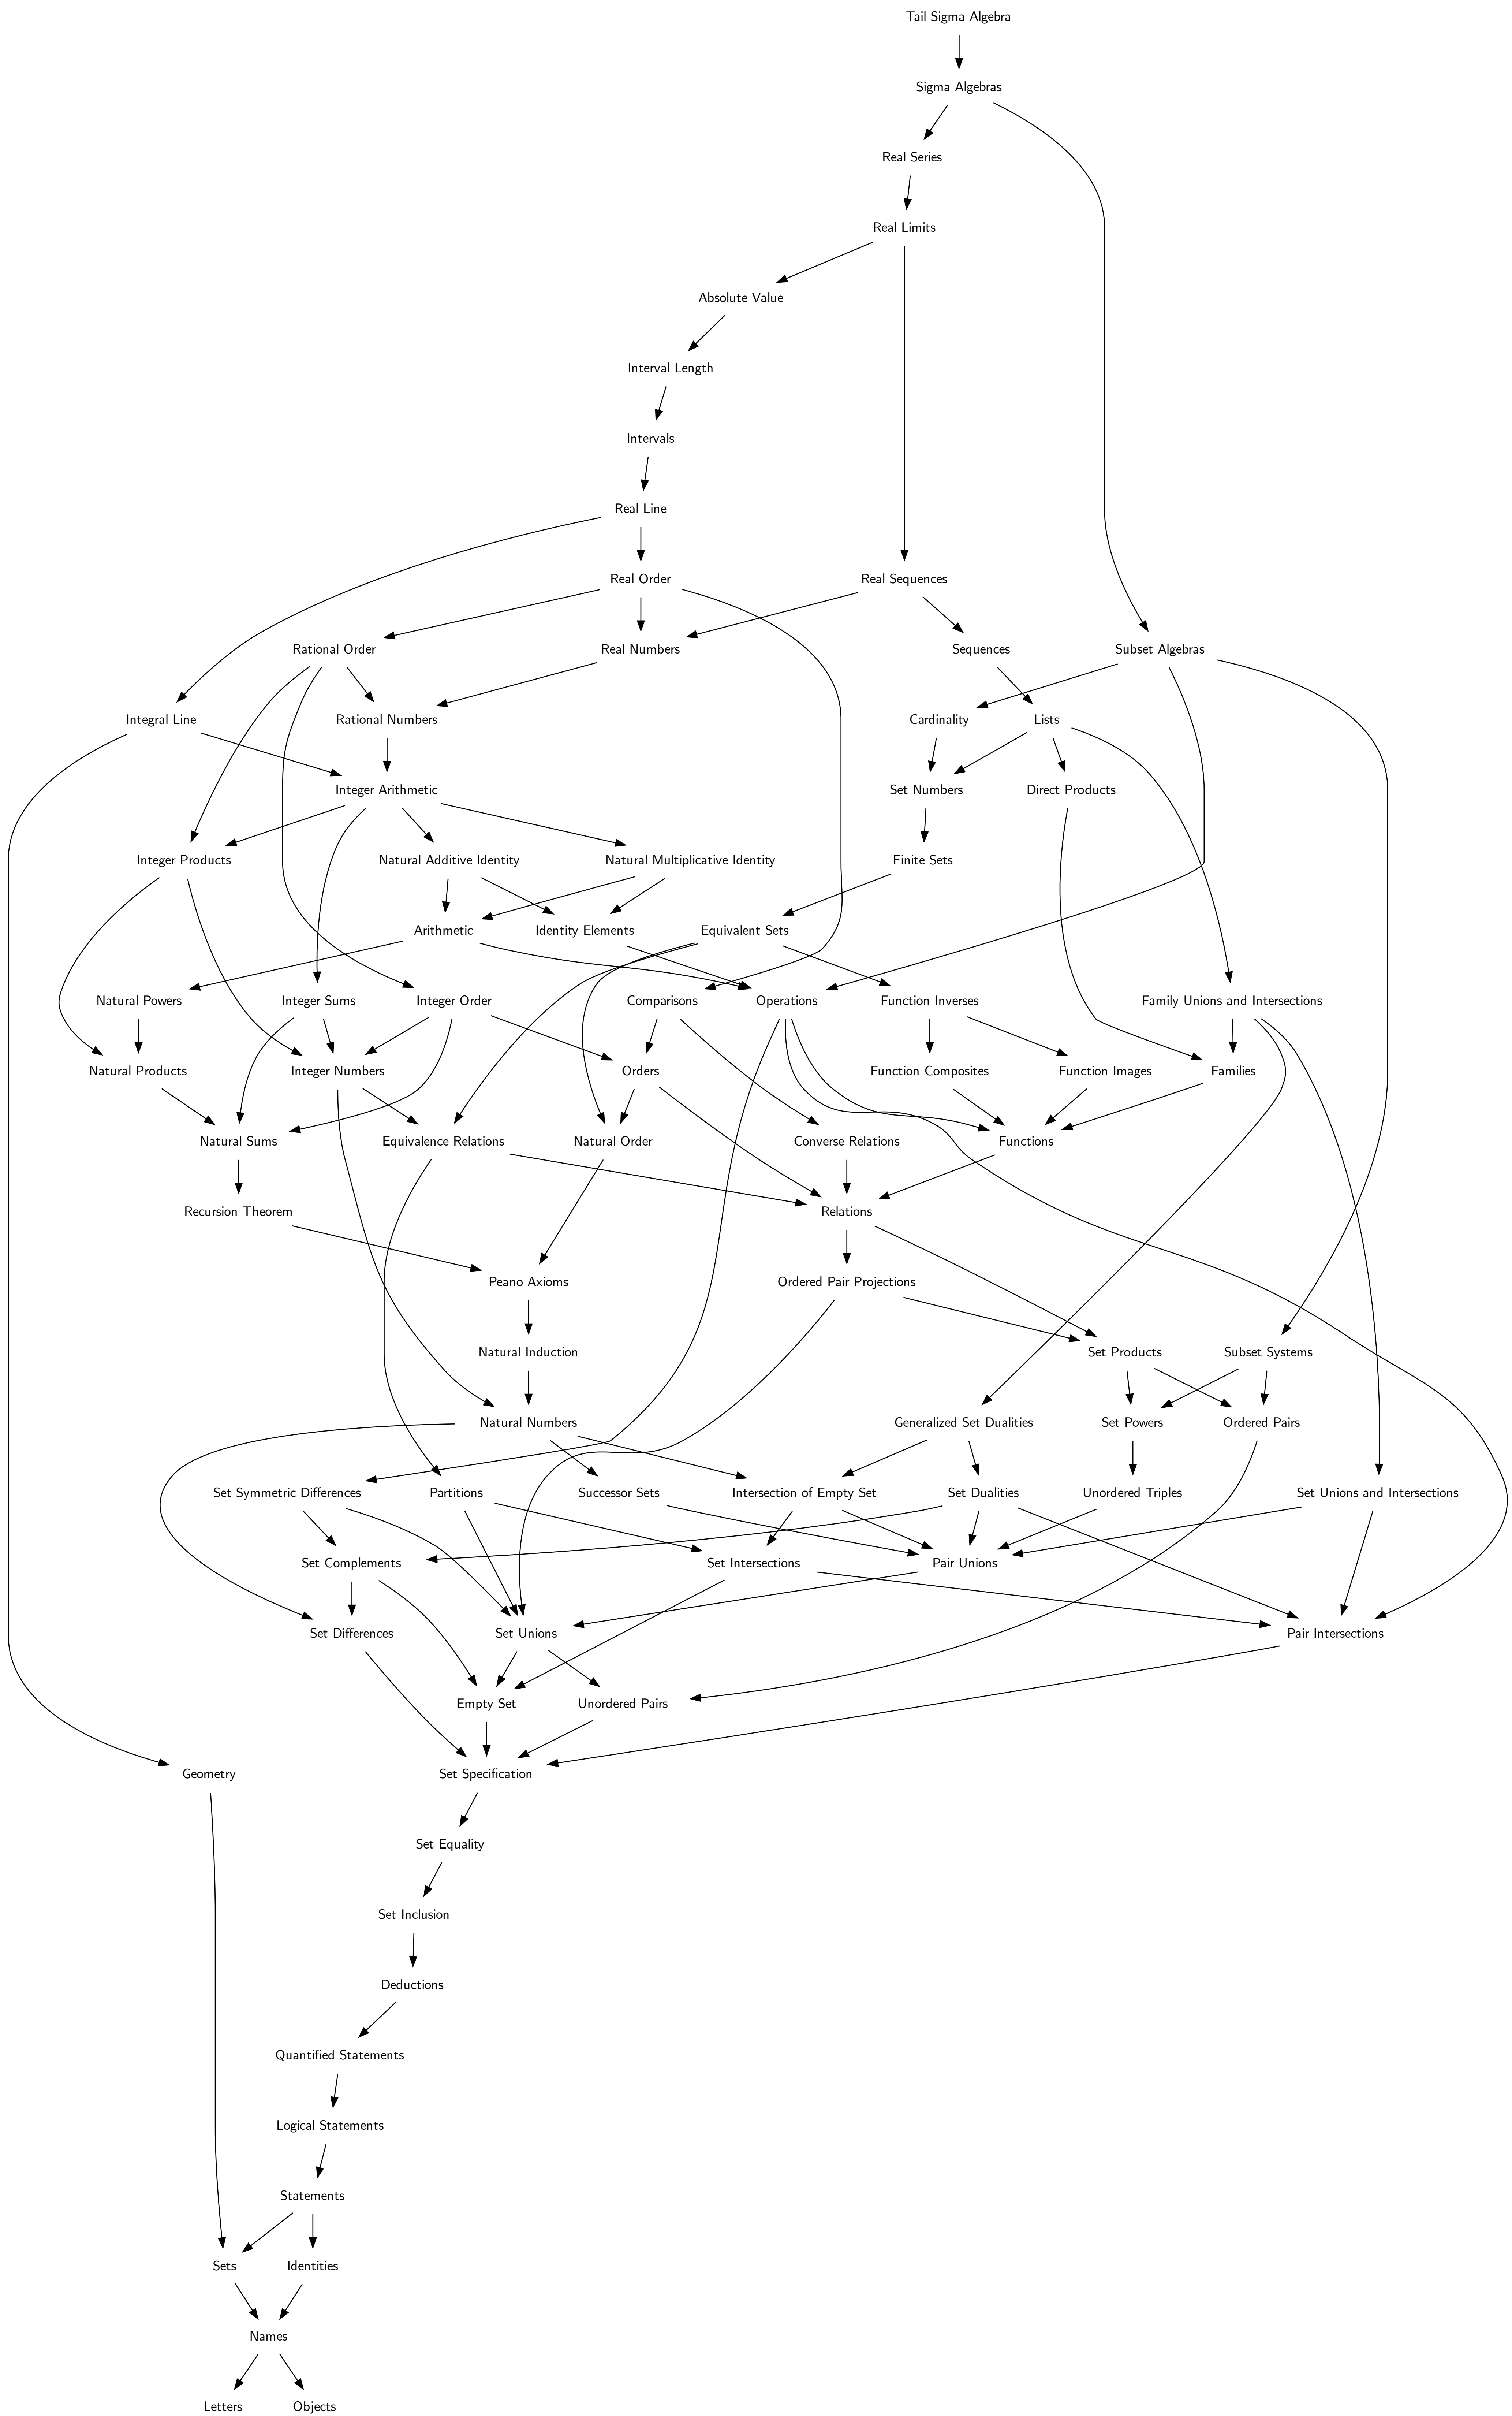 Tail Sigma Algebra
Sigma Algebras
Real Series
Real Limits
Absolute Value
Interval Length
Intervals
Real Line
Real Order
Real Sequences
Rational Order
Real Numbers
Sequences
Subset Algebras
Integral Line
Rational Numbers
Cardinality
Lists
Integer Arithmetic
Set Numbers
Direct Products
Integer Products
Natural Additive Identity
Natural Multiplicative Identity
Finite Sets
Arithmetic
Identity Elements
Equivalent Sets
Natural Powers
Integer Sums
Integer Order
Comparisons
Operations
Function Inverses
Family Unions and Intersections
Natural Products
Integer Numbers
Orders
Function Composites
Function Images
Families
Natural Sums
Equivalence Relations
Natural Order
Converse Relations
Functions
Recursion Theorem
Relations
Peano Axioms
Ordered Pair Projections
Natural Induction
Set Products
Subset Systems
Natural Numbers
Generalized Set Dualities
Set Powers
Ordered Pairs
Set Symmetric Differences
Partitions
Successor Sets
Intersection of Empty Set
Set Dualities
Unordered Triples
Set Unions and Intersections
Set Complements
Set Intersections
Pair Unions
Set Differences
Set Unions
Pair Intersections
Empty Set
Unordered Pairs
Geometry
Set Specification
Set Equality
Set Inclusion
Deductions
Quantified Statements
Logical Statements
Statements
Sets
Identities
Names
Letters
Objects